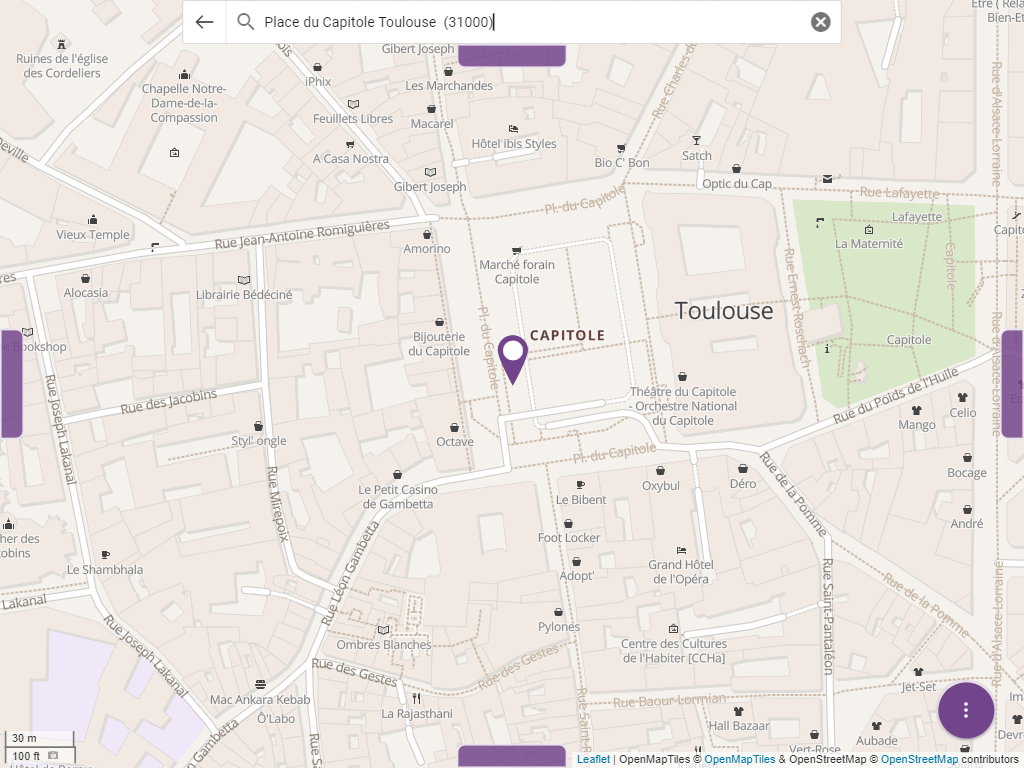 Place du Capitole Toulouse (31000)
Ruines de l'église
des Cordeliers
iPhix
Gibert Joseph
Les Marchandes
Chapelle Notre-
Dame-de-la-
Compassion
Feuillets Libres
Macarel
Hôtel ibis Styles
A Casa Nostra
Bio C' Bon
Satch
Optic du Cap
Gibert Joseph
Rue Lafayette
Pl. du Capitole
Lafayette
Vieux Temple
Rue Jean-Antoine Romiguières
Amorino
La Maternité
Marché forain
Capitole
Capitole
Alocasia
Librairie Bédéciné
Rue Ernest Roschach
Toulouse
Pl. du Capitole
CAPITOLE
Bijouterie
du Capitole
Capitole
Rue d'Alsace-Lorraine
Rue d'Alsace-Lorraine
Rue Joseph Lakanal
Rue des Jacobins
Théâtre du Capitole
- Orchestre National
du Capitole
Rue du Poids de l'Huile
Celio
Mango
Styl' ongle
Octave
Pl. du Capitole
Rue Mirepoix
Le Petit Casino
de Gambetta
Oxybul
Déro
Bocage
Le Bibent
Rue de la Pomme
André
Foot Locker
Rue Léon Gambetta
Le Shambhala
Adopt'
Grand Hôtel
de l'Opéra
Rue Saint-Pantaléon
Rue de la Pomme
Rue d'Alsace-Lorraine
Lakanal
Pylones
Rue Joseph Lakanal
Ombres Blanches
Centre des Cultures
de l'Habiter [CCHa]
Rue des Gestes
Rue des Gestes
Mac Ankara Kebab
Ô'Labo
La Rajasthani
Rue Baour-Lormian
Jet-Set
Hall Bazaar
Aubade
Vert-Rose
Gambetta
30 m
100 ft
Leaflet | OpenMapTiles © OpenMapTiles & OpenStreetMap © OpenStreetMap contributors